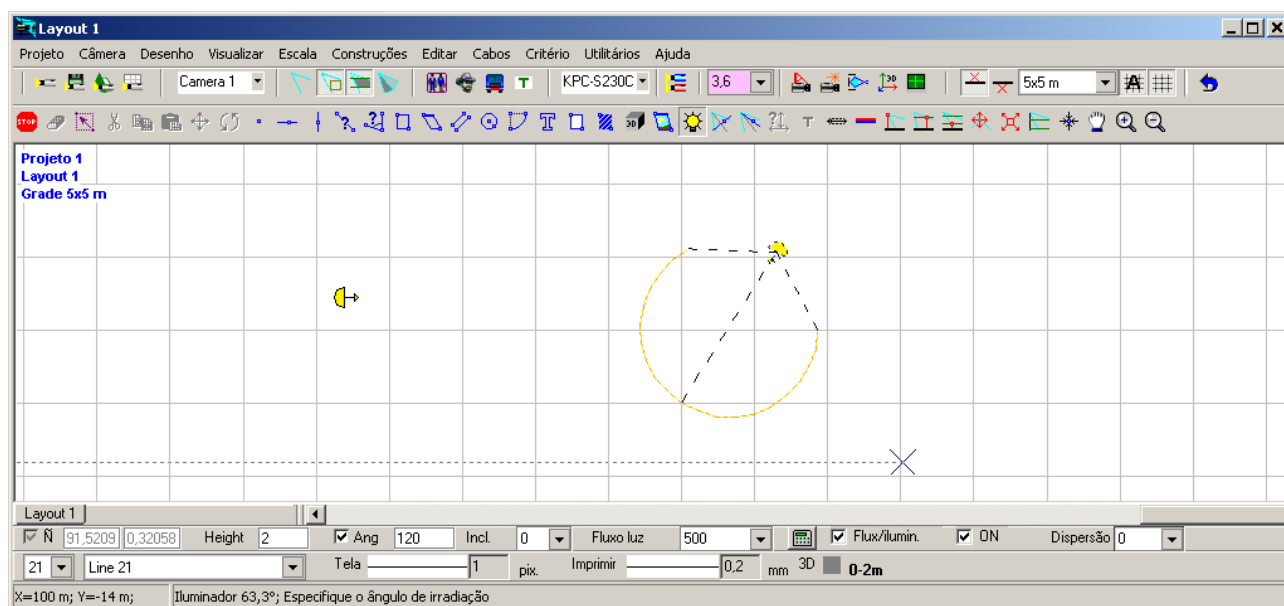 Layout 1
Projeto Câmera Desenho Visualizar Escala Construções Editar Cabos Critério Utilitários Ajuda
Camera 1 T KPC-S230C 3,6 3D 5x5 m A
STOP T 3D T
Projeto 1
Layout 1
Grade 5x5 m
Layout 1
Ñ 91,5209 0,32058 Height 2 Ang 120 Incl. 0 Fluxo luz 500 Flux/ilumin. ON Dispersão 0
21 Line 21 Tela 1 pix. Imprimir 0,2 mm 3D 0-2m
X=100 m; Y=-14 m; Iluminador 63,3°; Especifique o ângulo de irradiação